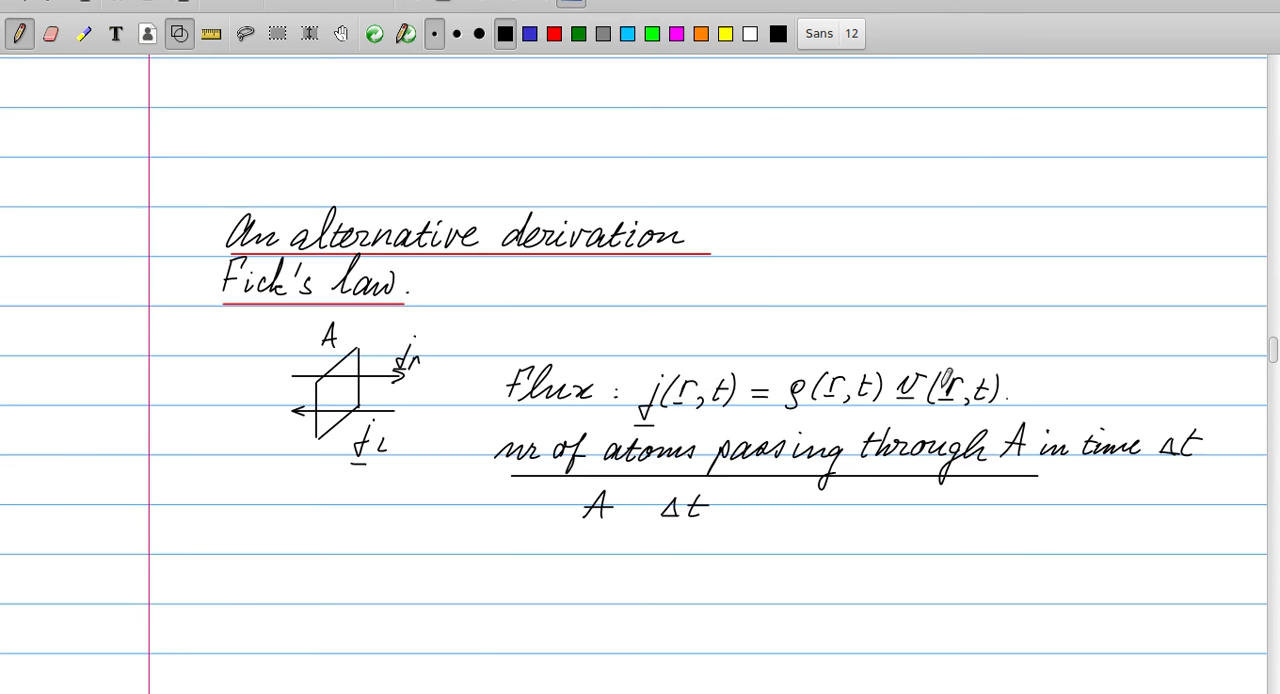 Sans 12
An alternative derivation
Fick's law.
A
jr
jL
Flux : j(r,t) = ρ(r,t) v(r,t).
nr of atoms passing through A in time Δt
A Δt